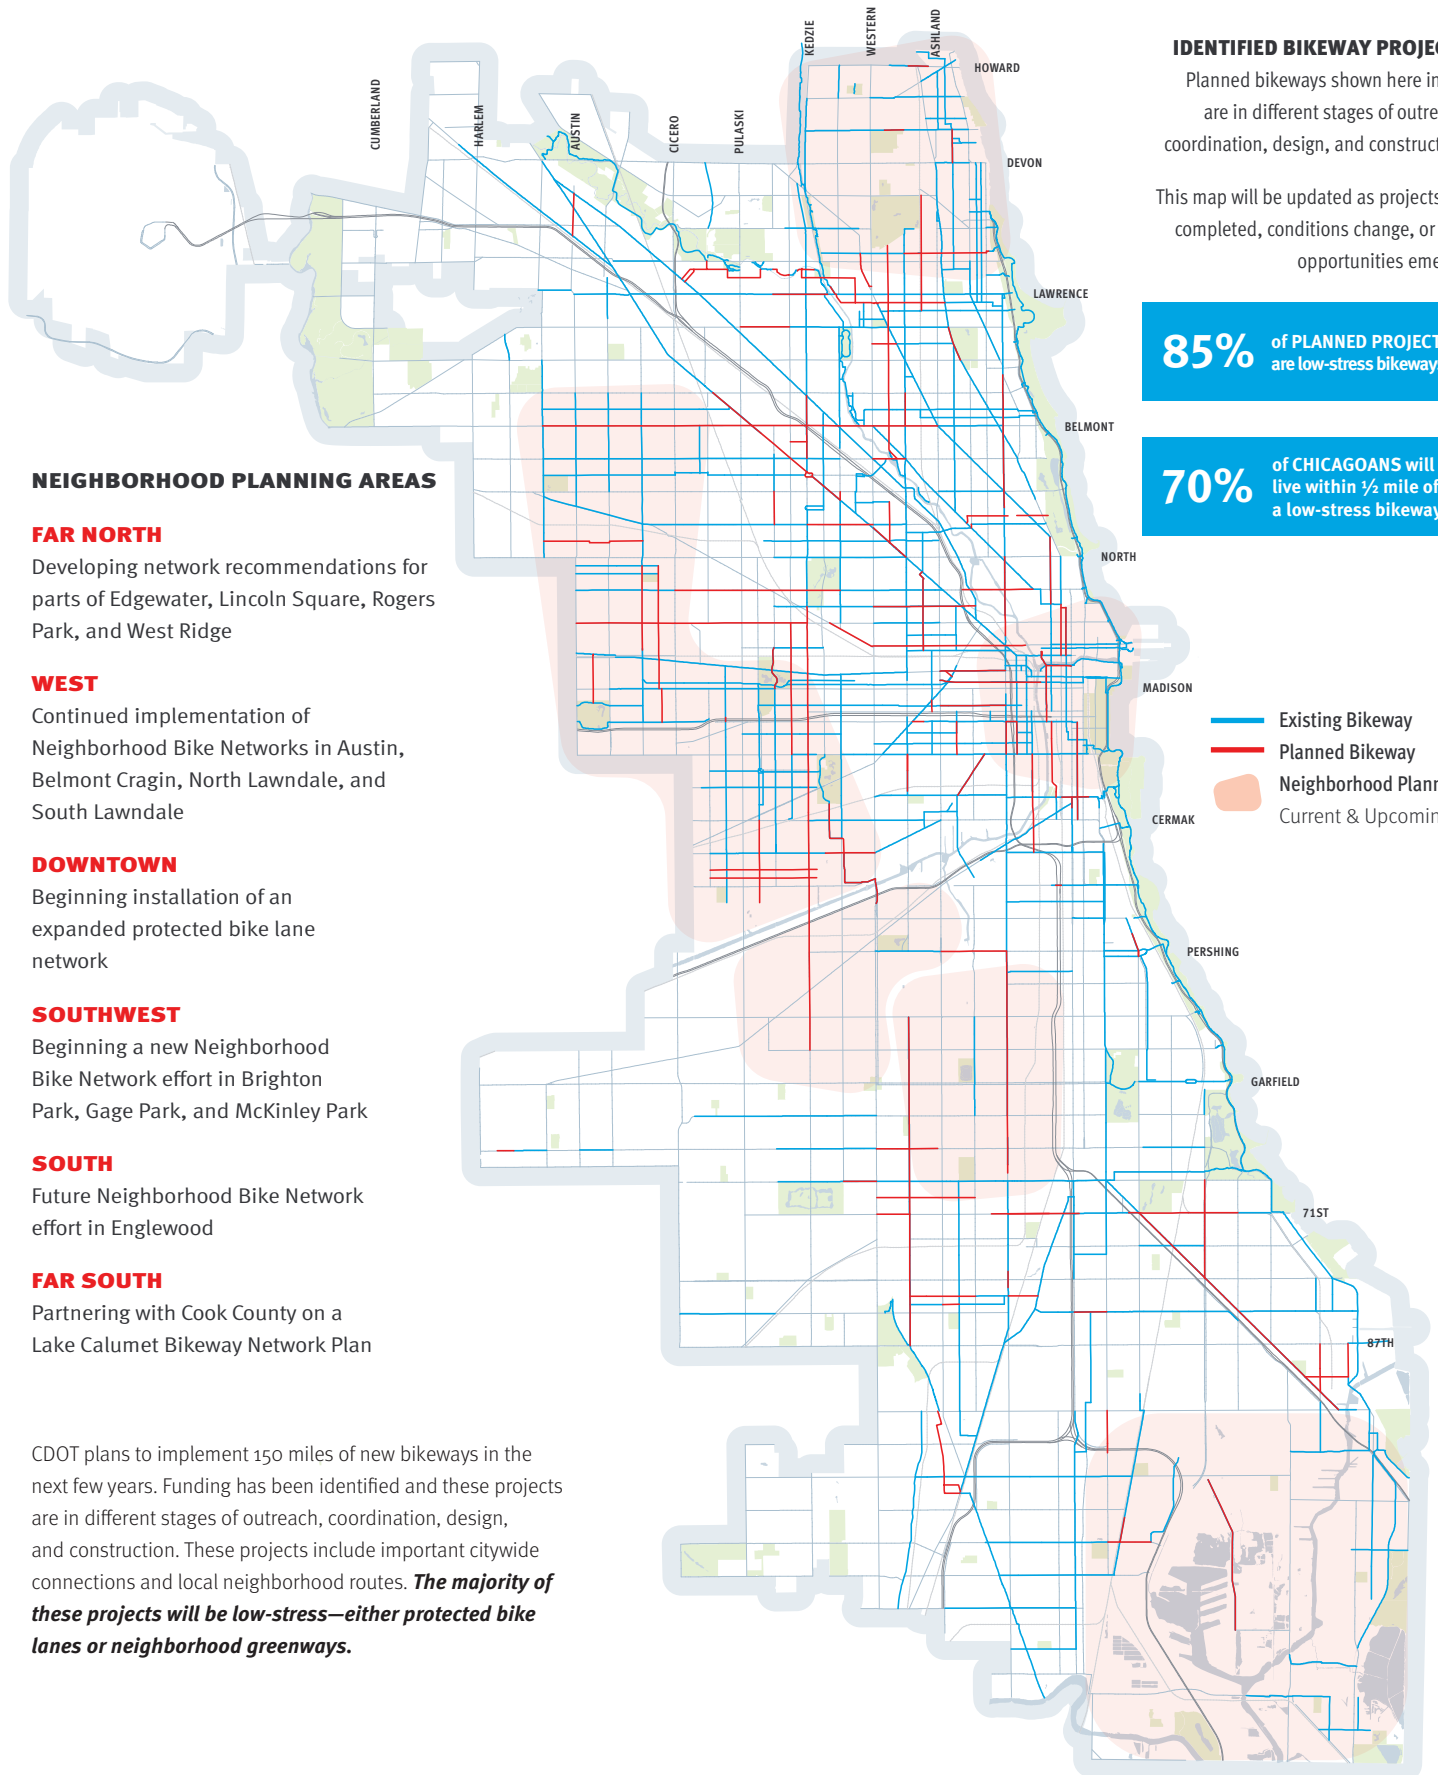 KEDZIE
WESTERN
ASHLAND
CUMBERLAND
HARLEM
AUSTIN
CICERO
PULASKI
HOWARD
DEVON
LAWRENCE
BELMONT
NORTH
MADISON
CERMAK
PERSHING
GARFIELD
71ST
87TH
IDENTIFIED BIKEWAY PROJEC
Planned bikeways shown here in
are in different stages of outre
coordination, design, and construct
This map will be updated as projects
completed, conditions change, or
opportunities eme
85%
of PLANNED PROJECT
are low-stress bikeway
70%
of CHICAGOANS will
live within ½ mile of
a low-stress bikeway
Existing Bikeway
Planned Bikeway
Neighborhood Plann
Current & Upcomin
NEIGHBORHOOD PLANNING AREAS
FAR NORTH
Developing network recommendations for
parts of Edgewater, Lincoln Square, Rogers
Park, and West Ridge
WEST
Continued implementation of
Neighborhood Bike Networks in Austin,
Belmont Cragin, North Lawndale, and
South Lawndale
DOWNTOWN
Beginning installation of an
expanded protected bike lane
network
SOUTHWEST
Beginning a new Neighborhood
Bike Network effort in Brighton
Park, Gage Park, and McKinley Park
SOUTH
Future Neighborhood Bike Network
effort in Englewood
FAR SOUTH
Partnering with Cook County on a
Lake Calumet Bikeway Network Plan
CDOT plans to implement 150 miles of new bikeways in the
next few years. Funding has been identified and these projects
are in different stages of outreach, coordination, design,
and construction. These projects include important citywide
connections and local neighborhood routes. The majority of
these projects will be low-stress—either protected bike
lanes or neighborhood greenways.